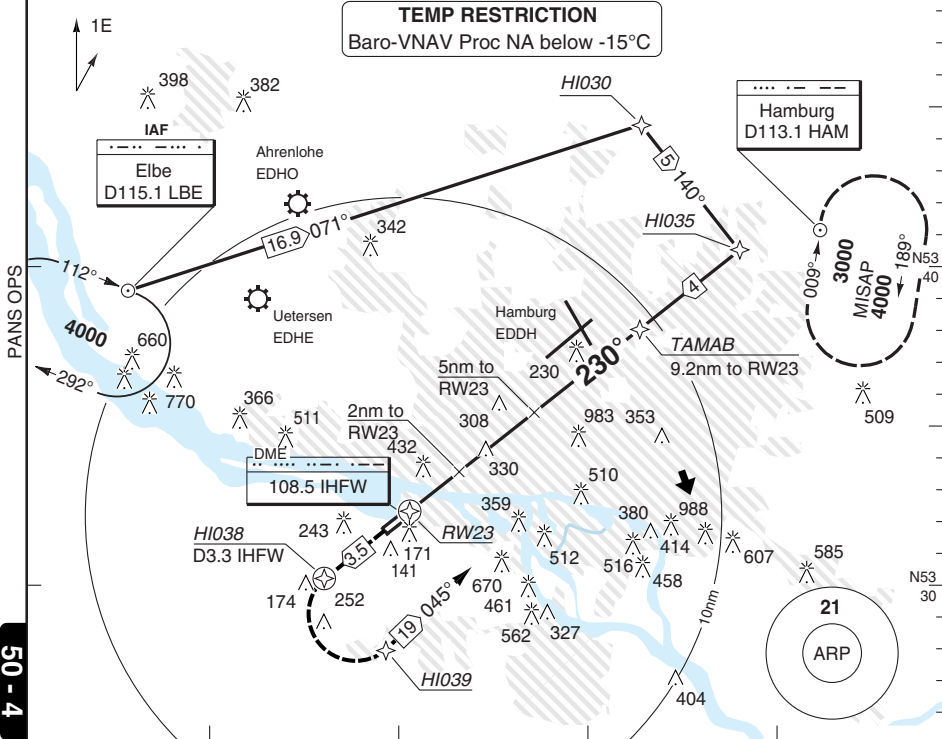 TEMP RESTRICTION
Baro-VNAV Proc NA below -15°C
1E
398
382
IAF
Elbe
D115.1 LBE
Ahrenlohe
EDHO
HI030
Hamburg
D113.1 HAM
5
140°
HI035
16.9
071°
342
4
009°
3000
MISAP
4000
189°
N53
40
112°
4000
292°
PANS OPS
Uetersen
EDHE
Hamburg
EDDH
230
230°
TAMAB
9.2nm to RW23
660
770
366
511
5nm to
RW23
308
2nm to
RW23
432
330
983
353
509
DME
108.5 IHFW
510
359
380
988
414
243
HI038
D3.3 IHFW
3.5
171
141
RW23
512
516
458
607
585
670
461
562
327
174
252
19
045°
HI039
10nm
404
N53
30
21
ARP
50 - 4